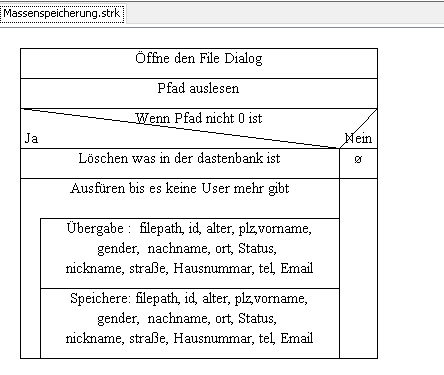 Massenspeicherung.strk
Öffne den File Dialog
Pfad auslesen
Wenn Pfad nicht 0 ist
Ja
Nein
Löschen was in der dastenbank ist
ø
Ausfüren bis es keine User mehr gibt
Übergabe : filepath, id, alter, plz,vorname,
gender, nachname, ort, Status,
nickname, straße, Hausnummar, tel, Email
Speichere: filepath, id, alter, plz,vorname,
gender, nachname, ort, Status,
nickname, straße, Hausnummar, tel, Email